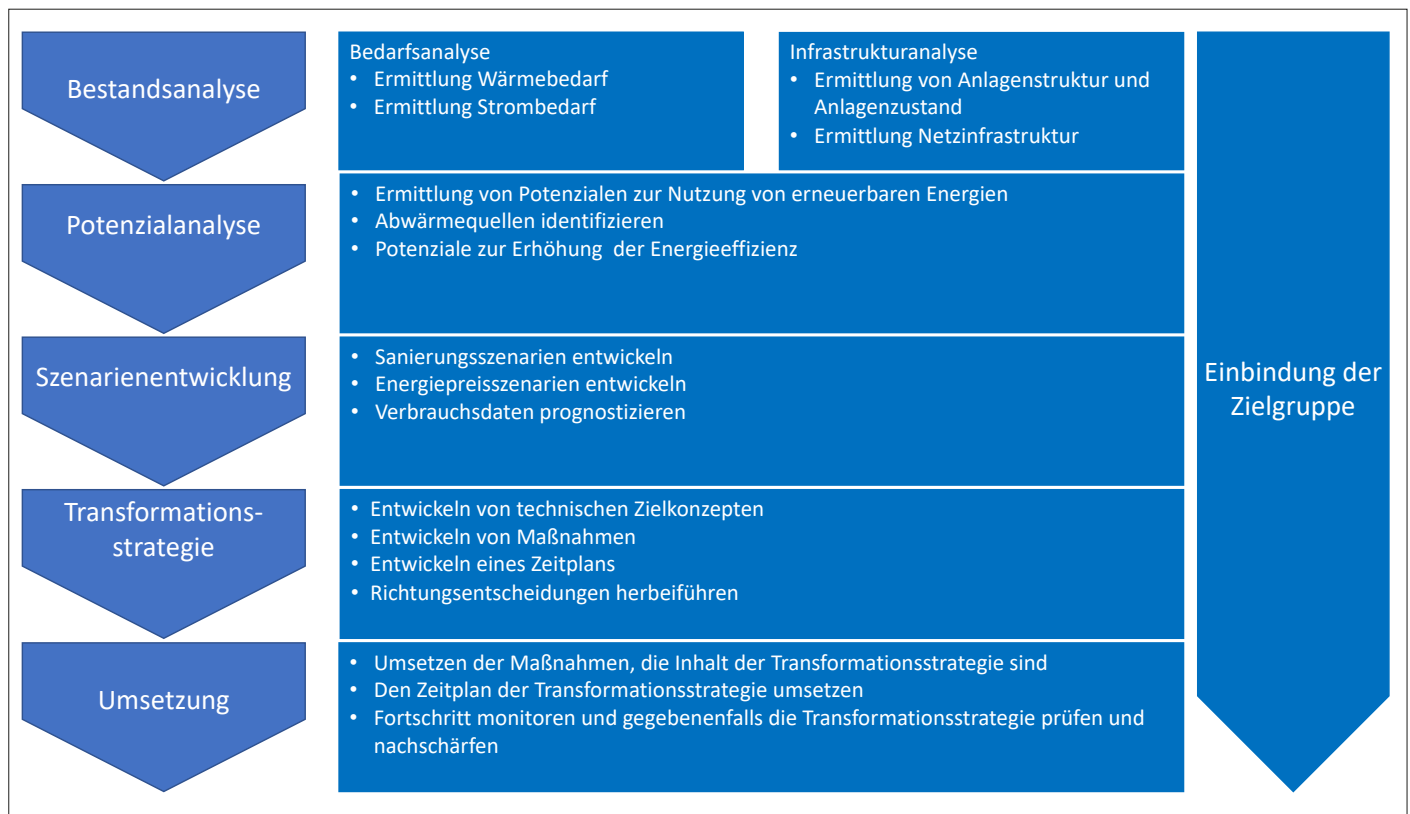 Bestandsanalyse
Bedarfsanalyse
• Ermittlung Wärmebedarf
• Ermittlung Strombedarf
Infrastrukturanalyse
• Ermittlung von Anlagenstruktur und
Anlagenzustand
• Ermittlung Netzinfrastruktur
Potenzialanalyse
• Ermittlung von Potenzialen zur Nutzung von erneuerbaren Energien
• Abwärmequellen identifizieren
• Potenziale zur Erhöhung der Energieeffizienz
Szenarienentwicklung
• Sanierungsszenarien entwickeln
• Energiepreisszenarien entwickeln
• Verbrauchsdaten prognostizieren
Transformations-
strategie
• Entwickeln von technischen Zielkonzepten
• Entwickeln von Maßnahmen
• Entwickeln eines Zeitplans
• Richtungsentscheidungen herbeiführen
Umsetzung
• Umsetzen der Maßnahmen, die Inhalt der Transformationsstrategie sind
• Den Zeitplan der Transformationsstrategie umsetzen
• Fortschritt monitoren und gegebenenfalls die Transformationsstrategie prüfen und
nachschärfen
Einbindung der
Zielgruppe